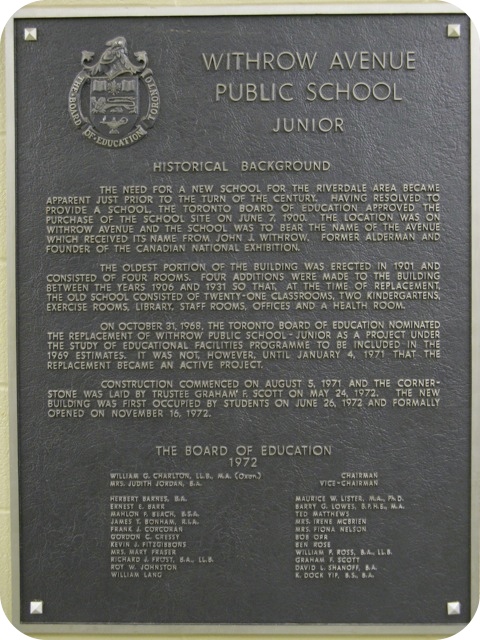 THE BOARD OF EDUCATION TORONTO
WITHROW AVENUE
PUBLIC SCHOOL
JUNIOR
HISTORICAL BACKGROUND
THE NEED FOR A NEW SCHOOL FOR THE RIVERDALE AREA BECAME
APPARENT JUST PRIOR TO THE TURN OF THE CENTURY. HAVING RESOLVED TO
PROVIDE A SCHOOL, THE TORONTO BOARD OF EDUCATION APPROVED THE
PURCHASE OF THE SCHOOL SITE ON JUNE 7, 1900. THE LOCATION WAS ON
WITHROW AVENUE AND THE SCHOOL WAS TO BEAR THE NAME OF THE AVENUE
WHICH RECEIVED ITS NAME FROM JOHN J. WITHROW, FORMER ALDERMAN AND
FOUNDER OF THE CANADIAN NATIONAL EXHIBITION.
THE OLDEST PORTION OF THE BUILDING WAS ERECTED IN 1901 AND
CONSISTED OF FOUR ROOMS. FOUR ADDITIONS WERE MADE TO THE BUILDING
BETWEEN THE YEARS 1906 AND 1931 SO THAT, AT THE TIME OF REPLACEMENT,
THE OLD SCHOOL CONSISTED OF TWENTY-ONE CLASSROOMS, TWO KINDERGARTENS,
EXERCISE ROOMS, LIBRARY, STAFF ROOMS, OFFICES AND A HEALTH ROOM.
ON OCTOBER 31, 1968, THE TORONTO BOARD OF EDUCATION NOMINATED
THE REPLACEMENT OF WITHROW PUBLIC SCHOOL - JUNIOR AS A PROJECT UNDER
THE STUDY OF EDUCATIONAL FACILITIES PROGRAMME TO BE INCLUDED IN THE
1969 ESTIMATES. IT WAS NOT, HOWEVER, UNTIL JANUARY 4, 1971 THAT THE
REPLACEMENT BECAME AN ACTIVE PROJECT.
CONSTRUCTION COMMENCED ON AUGUST 5, 1971 AND THE CORNER-
STONE WAS LAID BY TRUSTEE GRAHAM F. SCOTT ON MAY 24, 1972. THE NEW
BUILDING WAS FIRST OCCUPIED BY STUDENTS ON JUNE 26, 1972 AND FORMALLY
OPENED ON NOVEMBER 16, 1972.
THE BOARD OF EDUCATION
1972
WILLIAM G. CHARLTON, LL.B., M.A. (Oxon.) CHAIRMAN
MRS. JUDITH JORDAN, B.A. VICE-CHAIRMAN
HERBERT BARNES, B.A. MAURICE W. LISTER, M.A., Ph.D.
ERNEST E. BARR BARRY G. LOWES, B.P.H.E., M.A.
MAHLON F. BEACH, B.S.A. TED MATTHEWS
JAMES T. BONHAM, R.I.A. MRS. IRENE MCBRIEN
FRANK J. CORCORAN MRS. FIONA NELSON
GORDON C. CRESSY BOB ORR
KEVIN J. FITZGIBBONS BEN ROSE
MRS. MARY FRASER WILLIAM P. ROSS, B.A., LL.B.
RICHARD J. FROST, B.A., LL.B. GRAHAM F. SCOTT
ROY W. JOHNSTON DAVID L. SHANOFF, B.A.
WILLIAM LANG K. DOCK YIP, B.S., B.A.